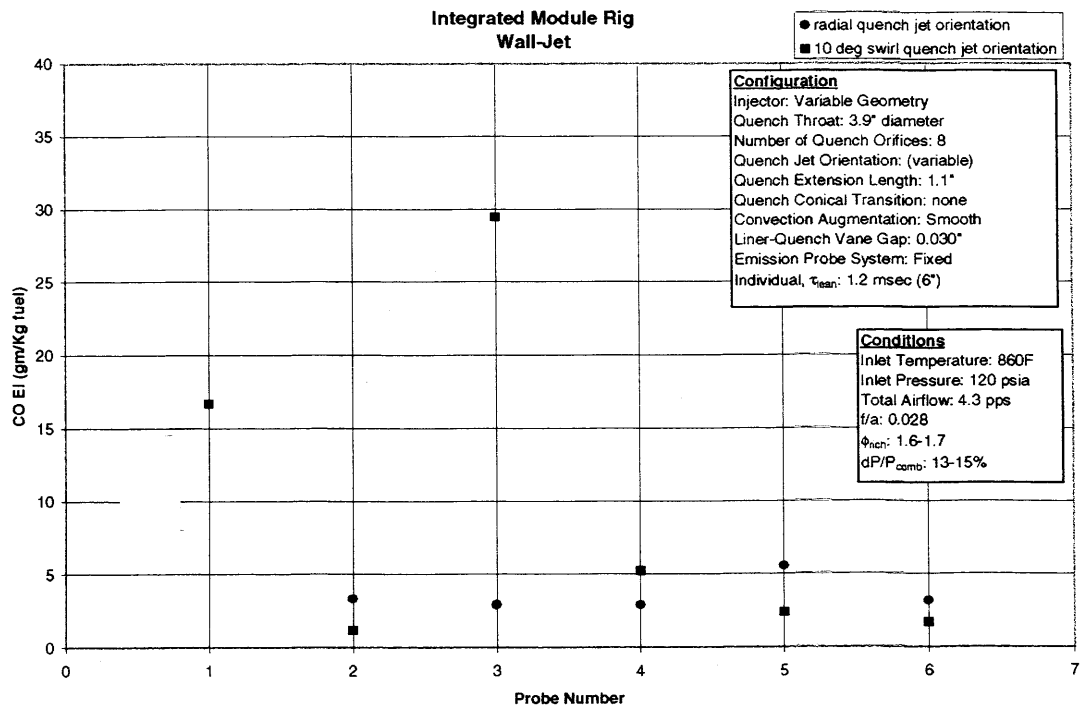 Integrated Module Rig
Wall-Jet
● radial quench jet orientation
■ 10 deg swirl quench jet orientation
Configuration
Injector: Variable Geometry
Quench Throat: 3.9" diameter
Number of Quench Orifices: 8
Quench Jet Orientation: (variable)
Quench Extension Length: 1.1"
Quench Conical Transition: none
Convection Augmentation: Smooth
Liner-Quench Vane Gap: 0.030"
Emission Probe System: Fixed
Individual, τlean: 1.2 msec (6")
Conditions
Inlet Temperature: 860F
Inlet Pressure: 120 psia
Total Airflow: 4.3 pps
f/a: 0.028
ϕrich: 1.6-1.7
dP/Pcomb: 13-15%
CO EI (gm/Kg fuel)
40
35
30
25
20
15
10
5
0
0 1 2 3 4 5 6 7
Probe Number